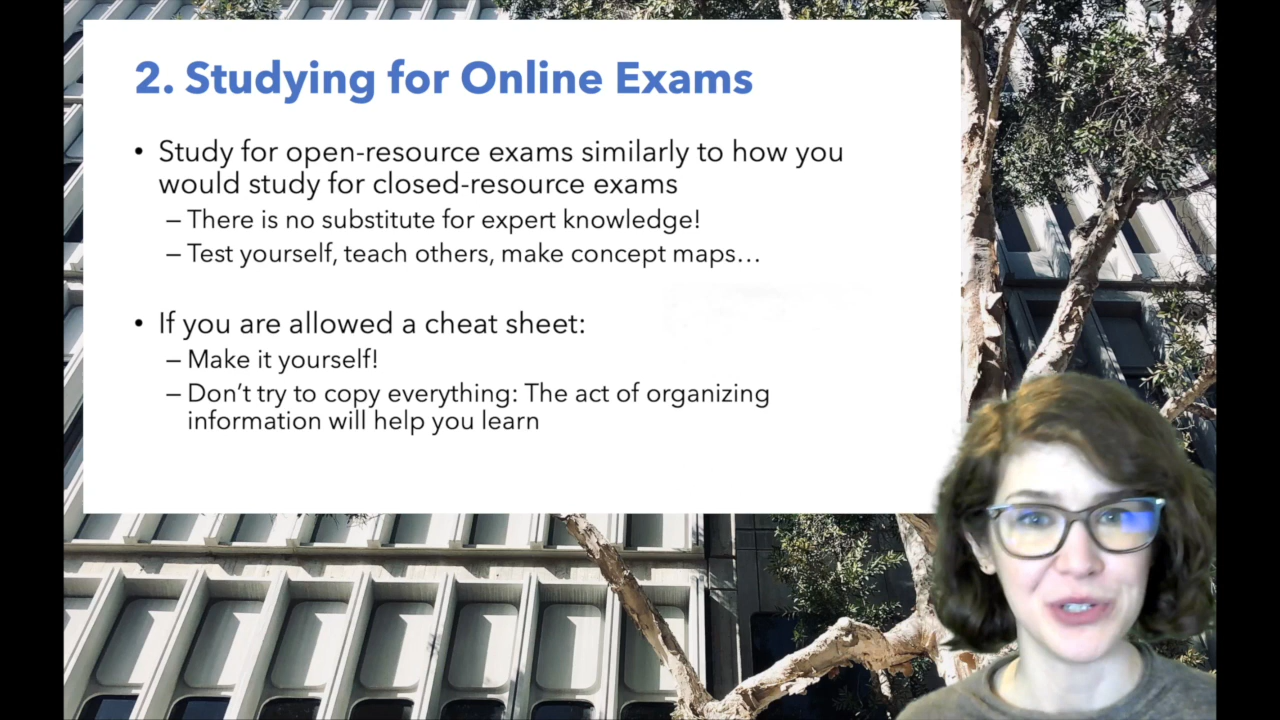 2. Studying for Online Exams
• Study for open-resource exams similarly to how you
would study for closed-resource exams
– There is no substitute for expert knowledge!
– Test yourself, teach others, make concept maps…
• If you are allowed a cheat sheet:
– Make it yourself!
– Don’t try to copy everything: The act of organizing
information will help you learn